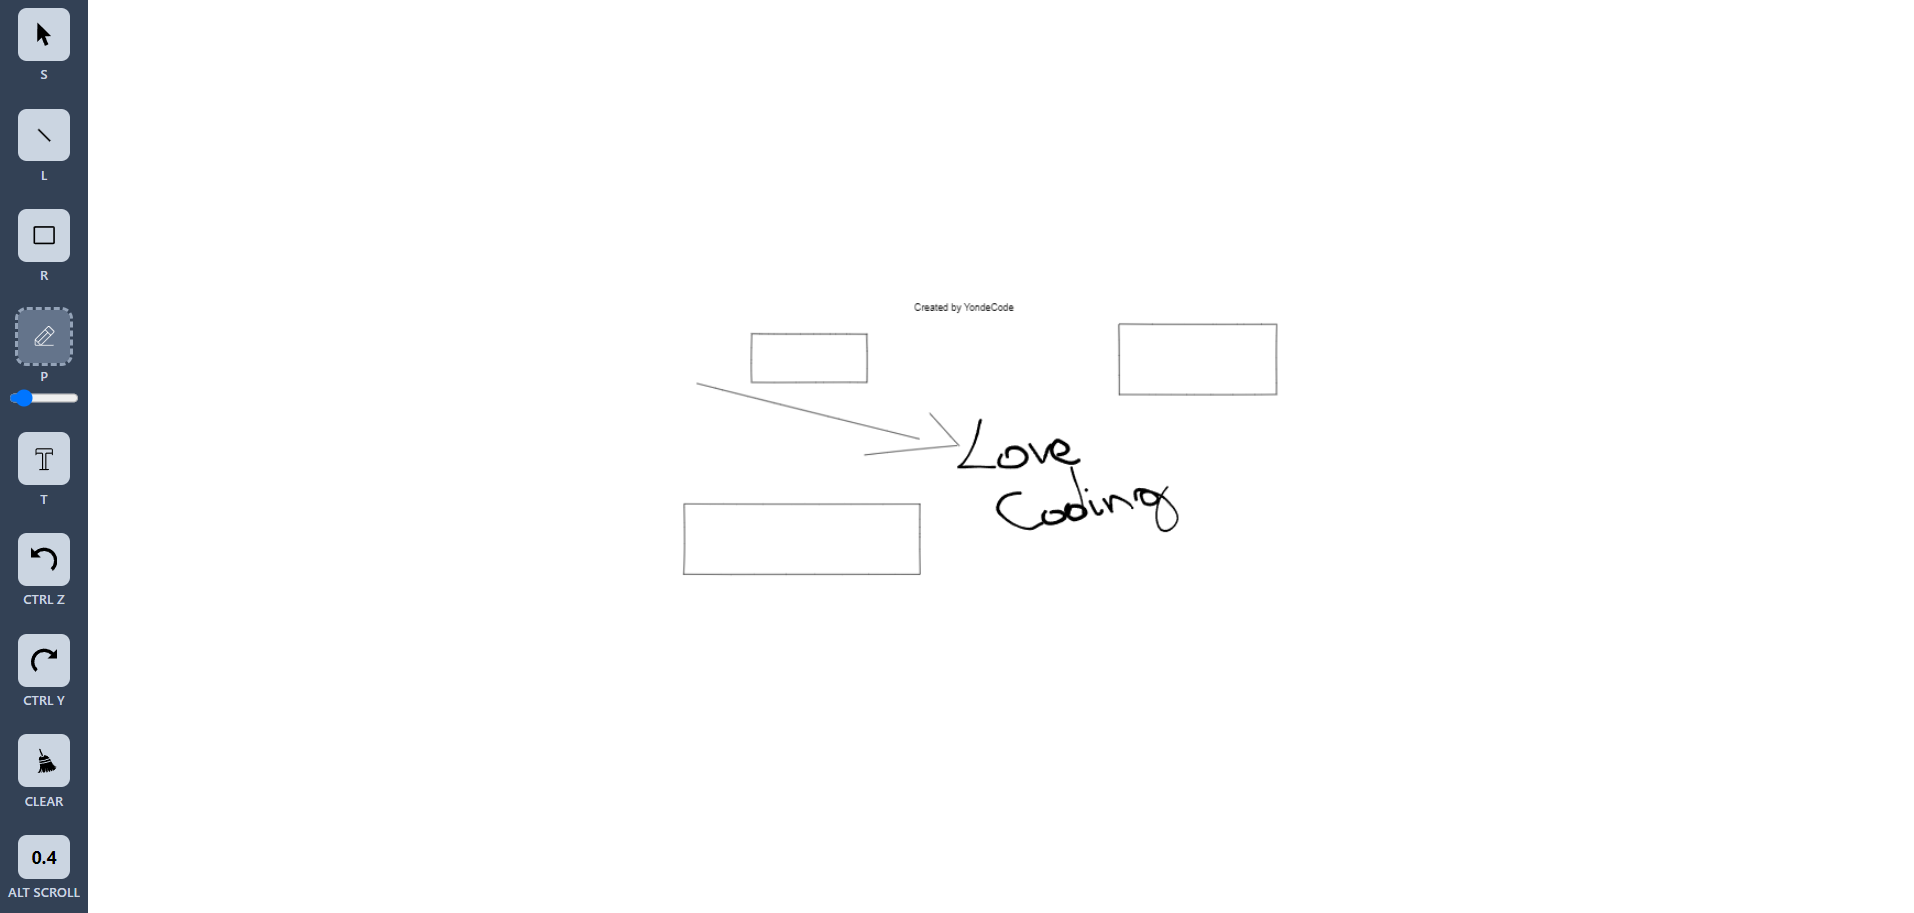 S
L
R
P
T
CTRL Z
CTRL Y
CLEAR
0.4
ALT SCROLL
Created by YondeCode
Love
Coding